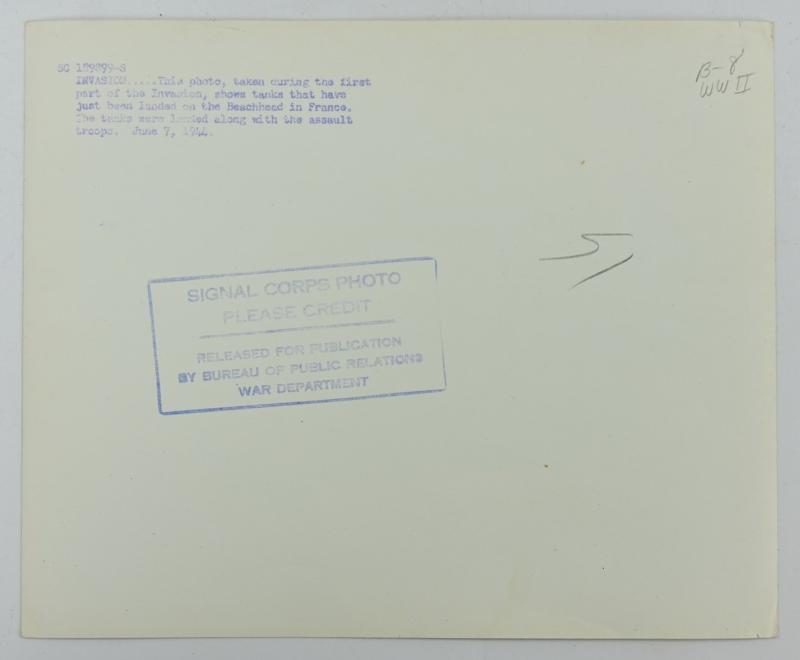 SC 189899-S
INVASION.....This photo, taken during the first
part of the Invasion, shows tanks that have
just been landed on the Beachhead in France.
The tanks were landed along with the assault
troops. June 7, 1944.
B-8
WW II
SIGNAL CORPS PHOTO
PLEASE CREDIT
RELEASED FOR PUBLICATION
BY BUREAU OF PUBLIC RELATIONS
WAR DEPARTMENT